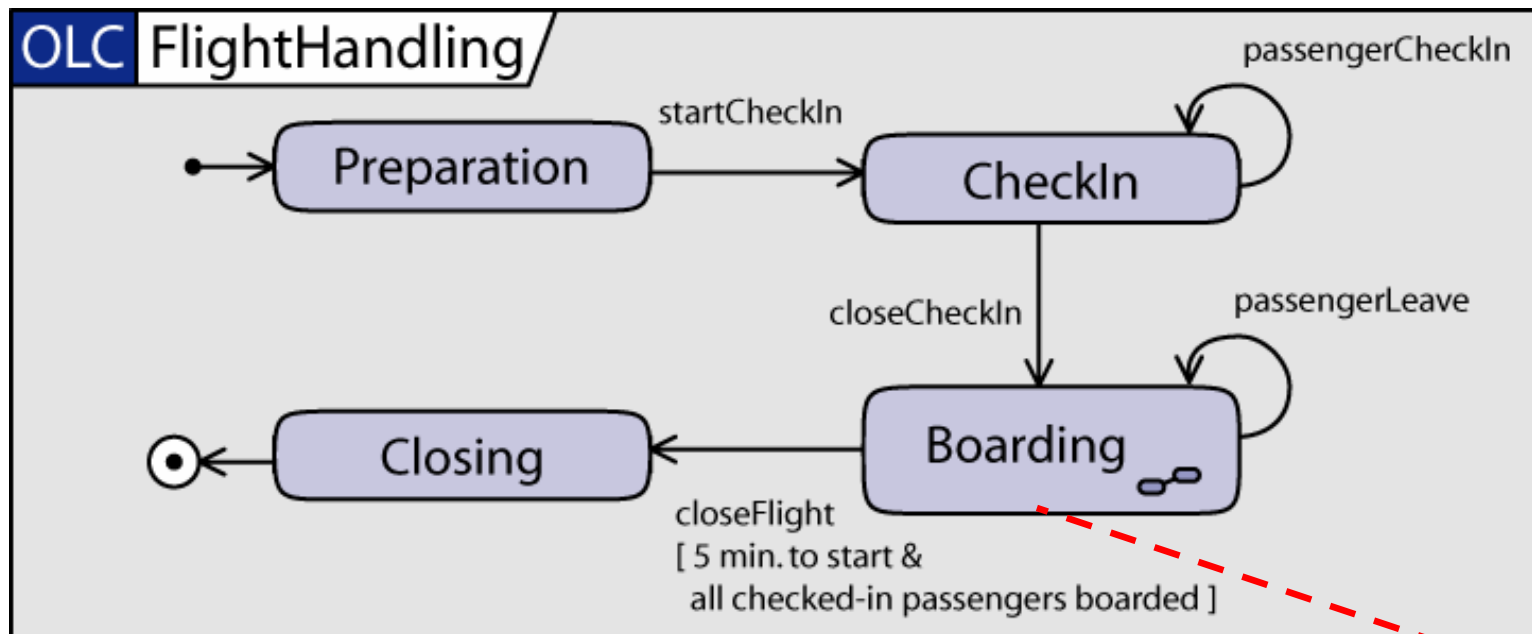 OLC FlightHandling
passengerCheckIn
startCheckIn
Preparation
CheckIn
closeCheckIn
passengerLeave
Closing
Boarding
closeFlight
[ 5 min. to start &
all checked-in passengers boarded ]